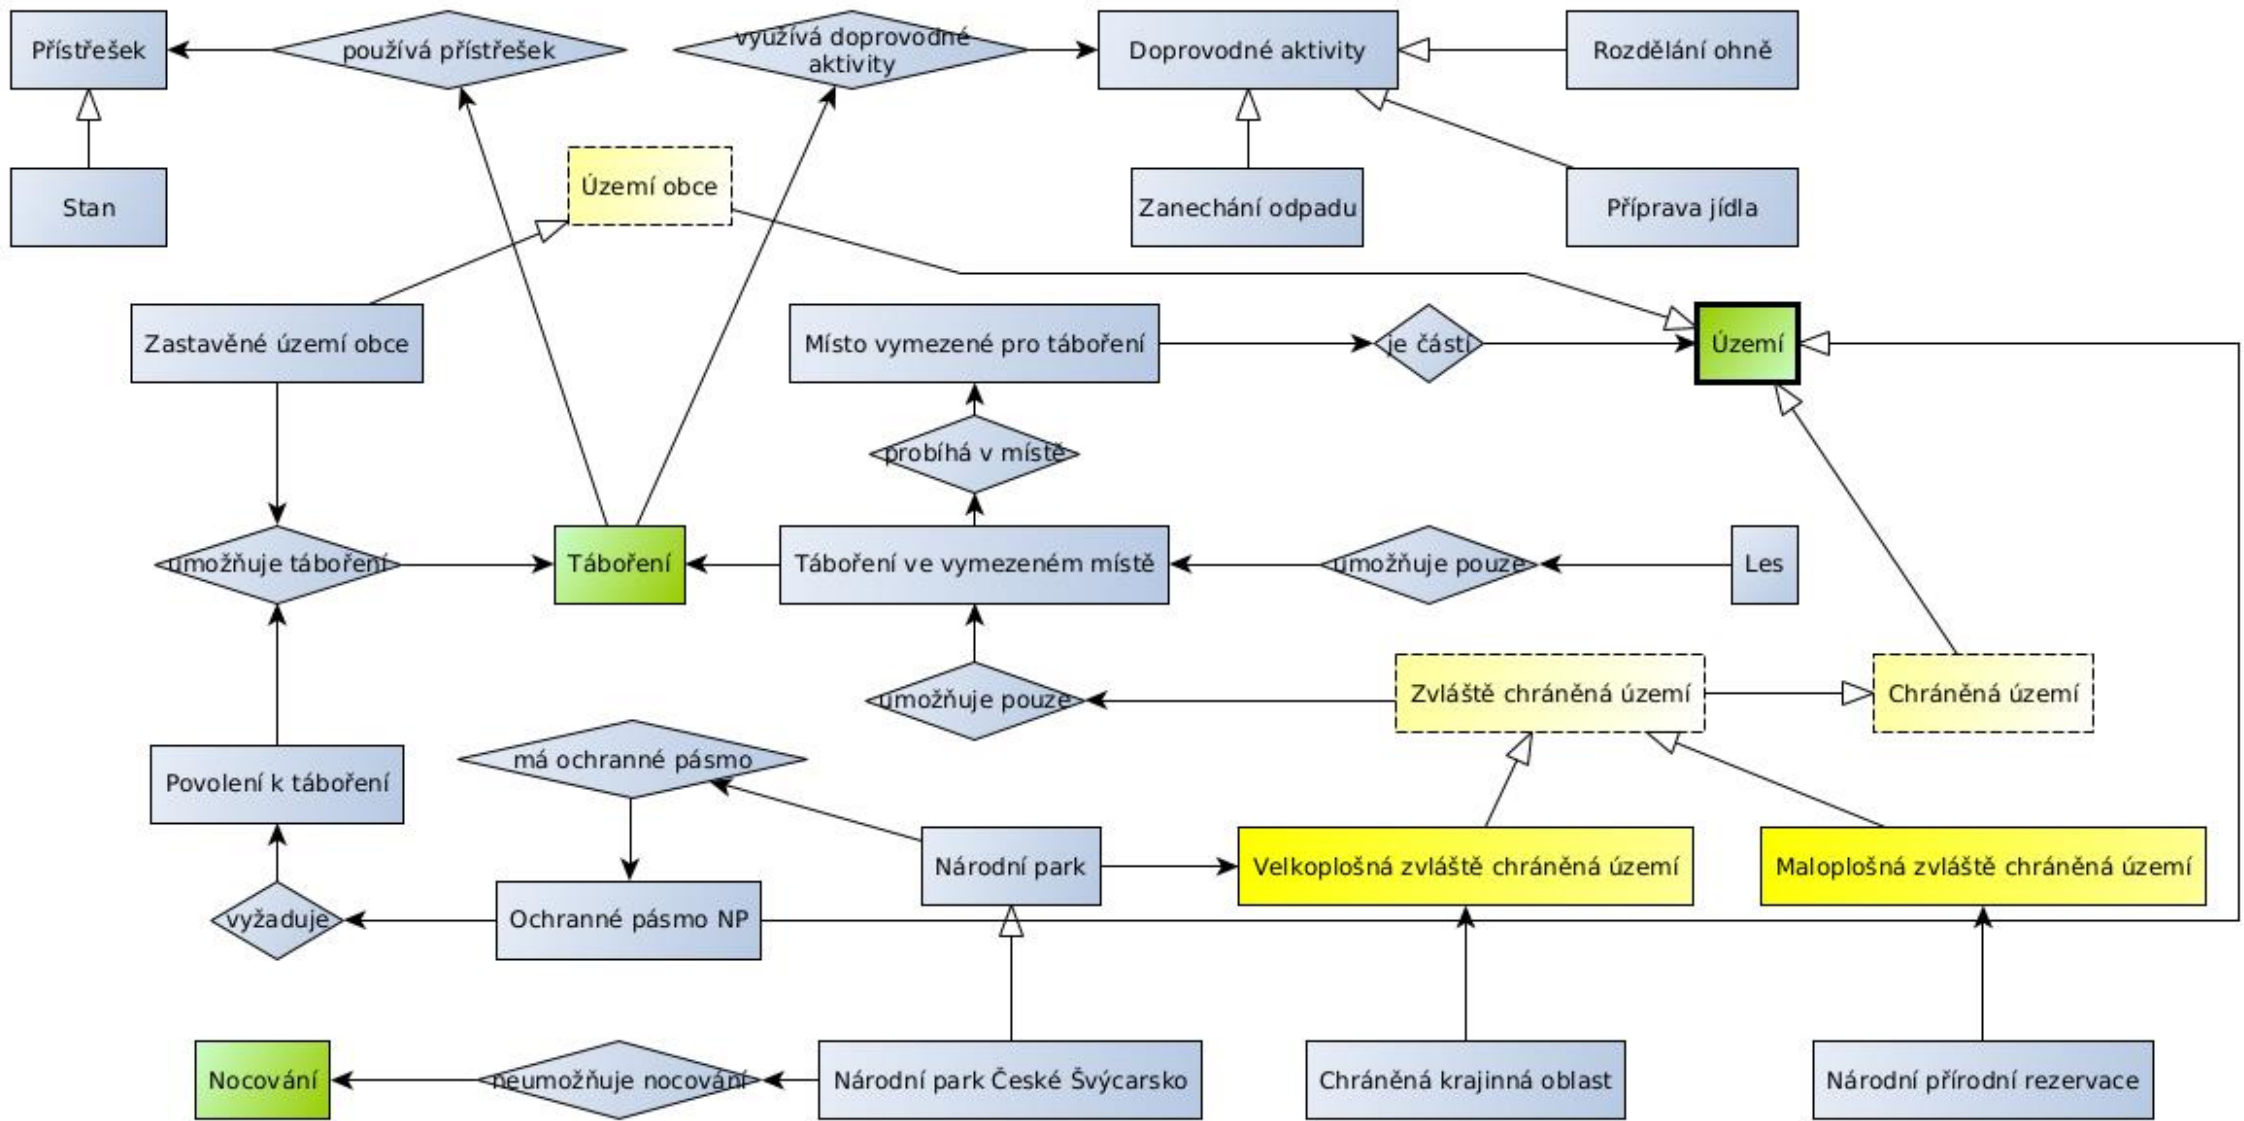 Přístřešek
používá přístřešek
využívá doprovodné
aktivity
Doprovodné aktivity
Rozdělání ohně
Území obce
Stan
Zanechání odpadu
Příprava jídla
Zastavěné území obce
Místo vymezené pro táboření
je částí
Území
probíhá v místě
umožňuje táboření
Táboření
Táboření ve vymezeném místě
umožňuje pouze
Les
umožňuje pouze
Zvláště chráněná území
Chráněná území
má ochranné pásmo
Povolení k táboření
Národní park
Velkoplošná zvláště chráněná území
Maloplošná zvláště chráněná území
vyžaduje
Ochranné pásmo NP
Nocování
neumožňuje nocování
Národní park České Švýcarsko
Chráněná krajinná oblast
Národní přírodní rezervace